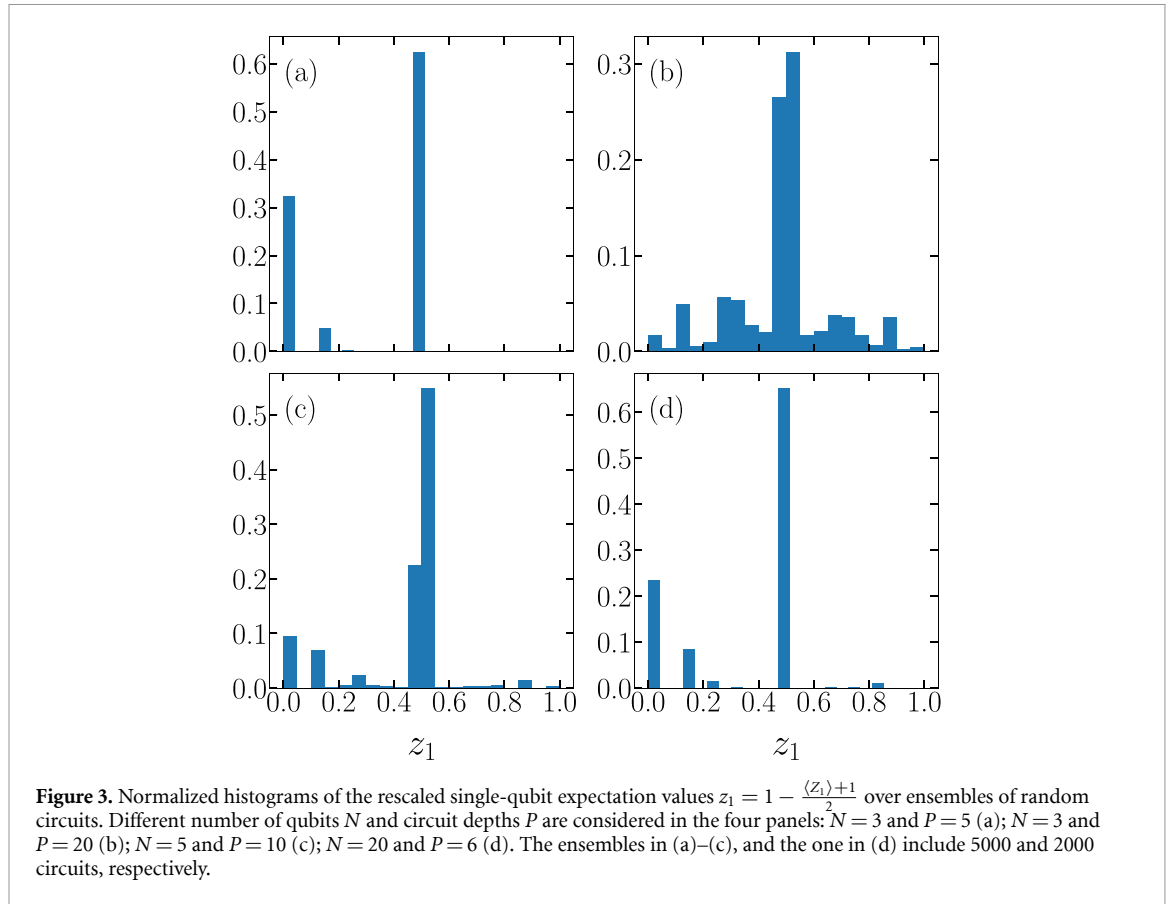 (a)
0.6
0.5
0.4
0.3
0.2
0.1
0.0
(b)
0.3
0.2
0.1
0.0
(c)
0.5
0.4
0.3
0.2
0.1
0.0
0.0 0.2 0.4 0.6 0.8 1.0
z₁
(d)
0.6
0.5
0.4
0.3
0.2
0.1
0.0
0.0 0.2 0.4 0.6 0.8 1.0
z₁
Figure 3. Normalized histograms of the rescaled single-qubit expectation values z₁ = 1 − (⟨Z₁⟩+1)/2 over ensembles of random
circuits. Different number of qubits N and circuit depths P are considered in the four panels: N = 3 and P = 5 (a); N = 3 and
P = 20 (b); N = 5 and P = 10 (c); N = 20 and P = 6 (d). The ensembles in (a)–(c), and the one in (d) include 5000 and 2000
circuits, respectively.